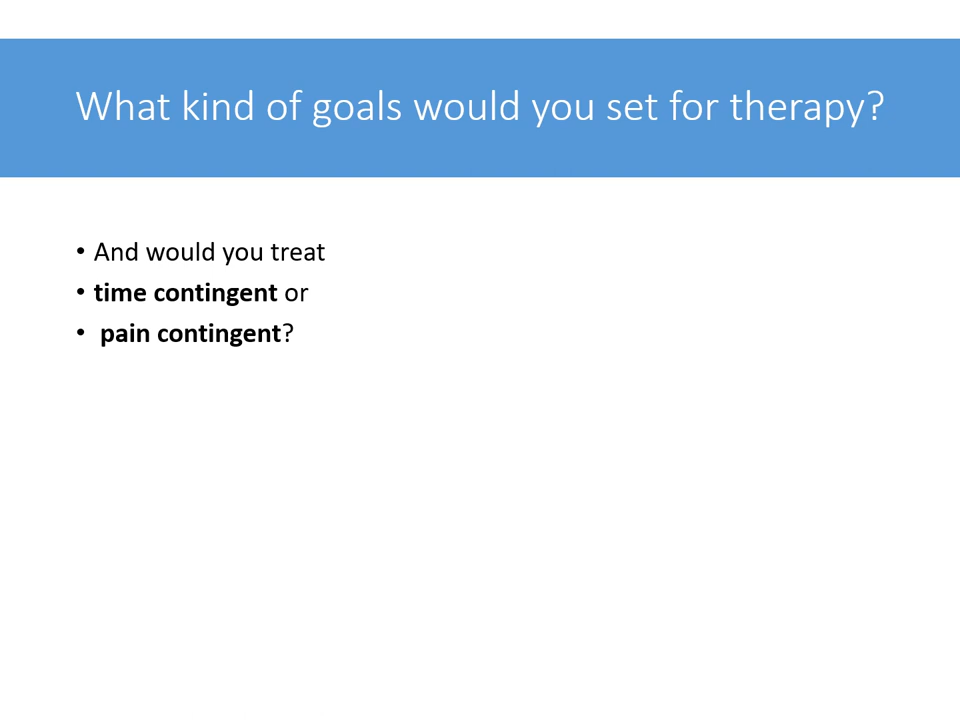 What kind of goals would you set for therapy?
• And would you treat
• time contingent or
• pain contingent?